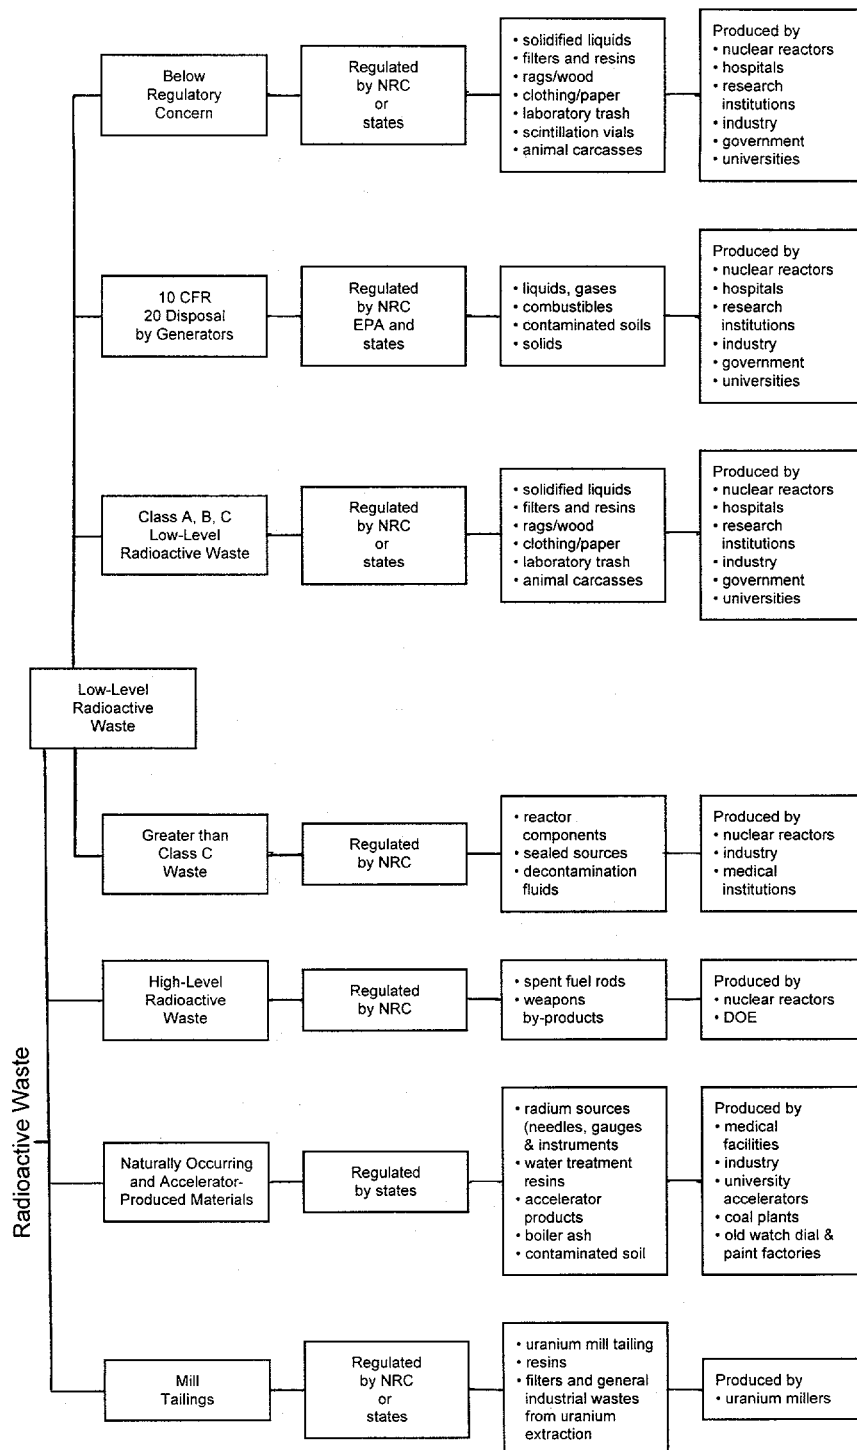 Below
Regulatory
Concern
Regulated
by NRC
or
states
• solidified liquids
• filters and resins
• rags/wood
• clothing/paper
• laboratory trash
• scintillation vials
• animal carcasses
Produced by
• nuclear reactors
• hospitals
• research
institutions
• industry
• government
• universities
10 CFR
20 Disposal
by Generators
Regulated
by NRC
EPA and
states
• liquids, gases
• combustibles
• contaminated soils
• solids
Produced by
• nuclear reactors
• hospitals
• research
institutions
• industry
• government
• universities
Class A, B, C
Low-Level
Radioactive Waste
Regulated
by NRC
or
states
• solidified liquids
• filters and resins
• rags/wood
• clothing/paper
• laboratory trash
• animal carcasses
Produced by
• nuclear reactors
• hospitals
• research
institutions
• industry
• government
• universities
Low-Level
Radioactive
Waste
Greater than
Class C
Waste
Regulated
by NRC
• reactor
components
• sealed sources
• decontamination
fluids
Produced by
• nuclear reactors
• industry
• medical
institutions
High-Level
Radioactive
Waste
Regulated
by NRC
• spent fuel rods
• weapons
by-products
Produced by
• nuclear reactors
• DOE
Radioactive Waste
Naturally Occurring
and Accelerator-
Produced Materials
Regulated
by states
• radium sources
(needles, gauges
& instruments
• water treatment
resins
• accelerator
products
• boiler ash
• contaminated soil
Produced by
• medical
facilities
• industry
• university
accelerators
• coal plants
• old watch dial &
paint factories
Mill
Tailings
Regulated
by NRC
or
states
• uranium mill tailing
• resins
• filters and general
industrial wastes
from uranium
extraction
Produced by
• uranium millers